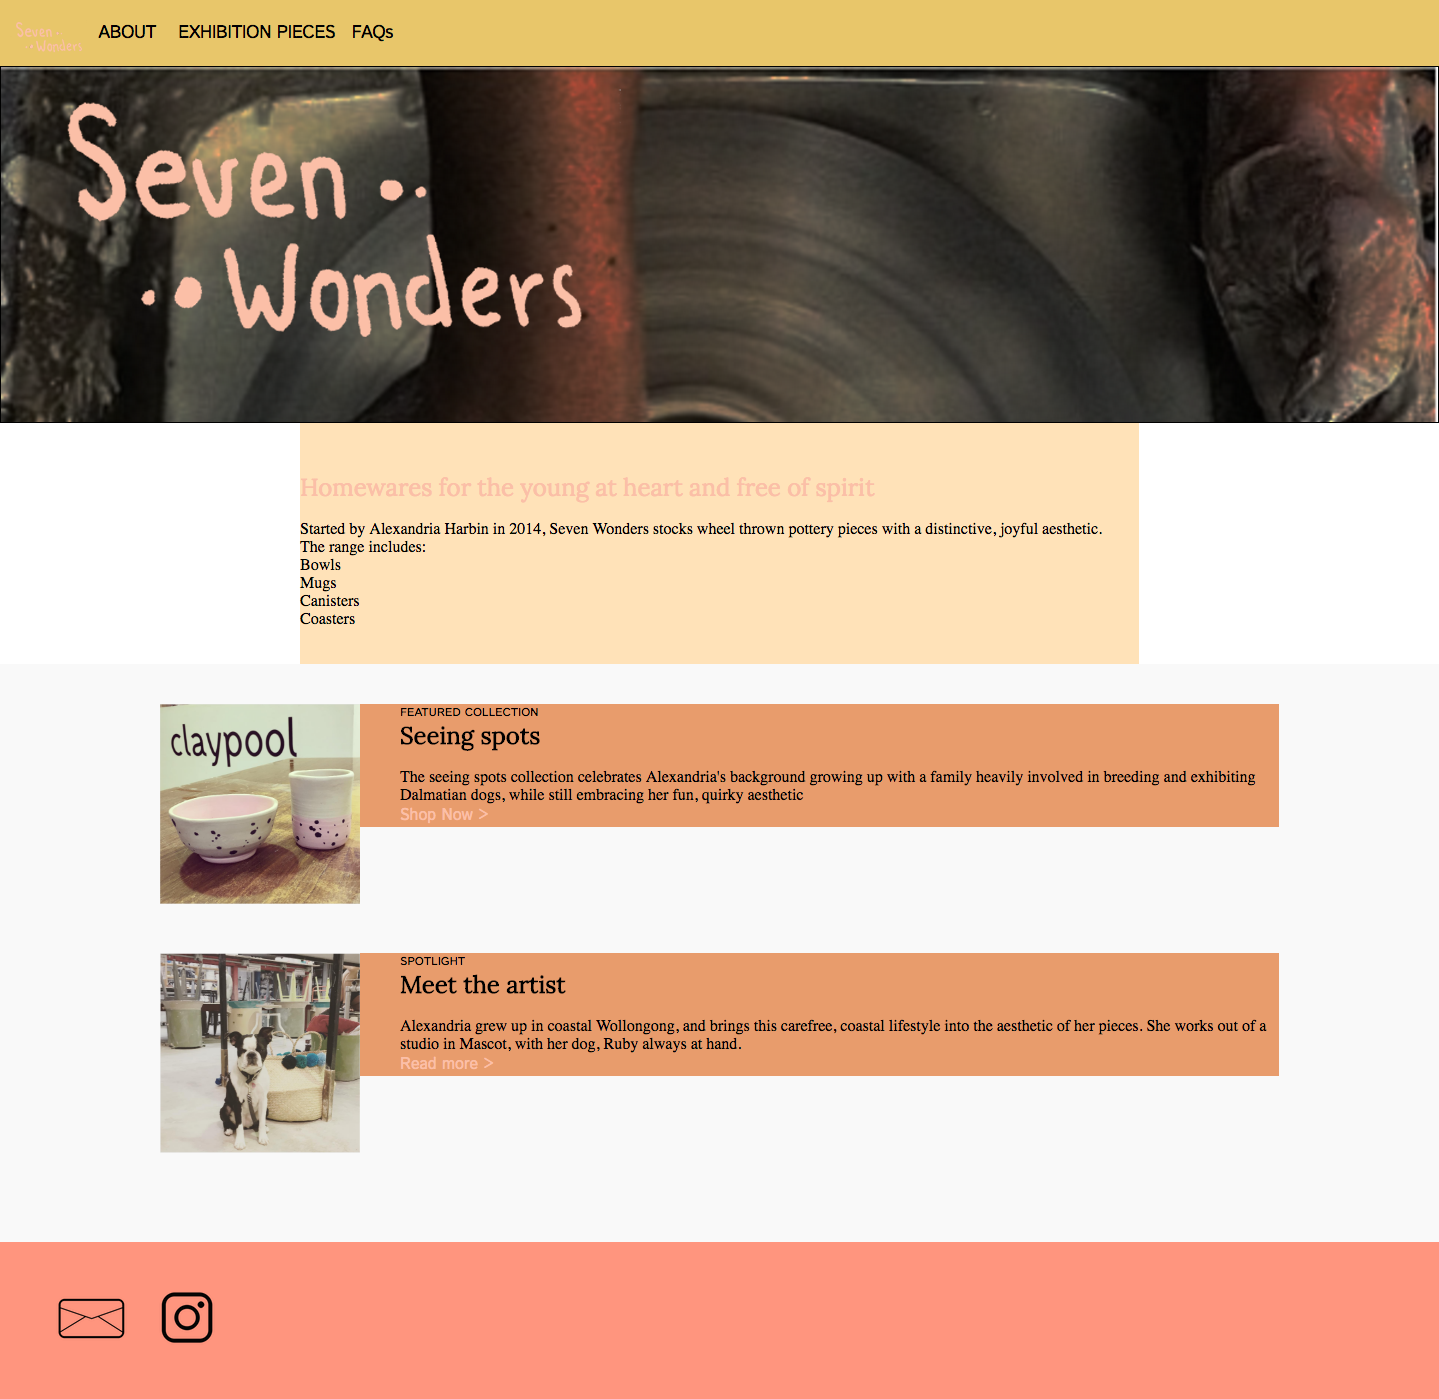 Seven
Wonders
ABOUT EXHIBITION PIECES FAQs
Seven
Wonders
Homewares for the young at heart and free of spirit
Started by Alexandria Harbin in 2014, Seven Wonders stocks wheel thrown pottery pieces with a distinctive, joyful aesthetic.
The range includes:
Bowls
Mugs
Canisters
Coasters
claypool
FEATURED COLLECTION
Seeing spots
The seeing spots collection celebrates Alexandria's background growing up with a family heavily involved in breeding and exhibiting
Dalmatian dogs, while still embracing her fun, quirky aesthetic
Shop Now >
SPOTLIGHT
Meet the artist
Alexandria grew up in coastal Wollongong, and brings this carefree, coastal lifestyle into the aesthetic of her pieces. She works out of a
studio in Mascot, with her dog, Ruby always at hand.
Read more >